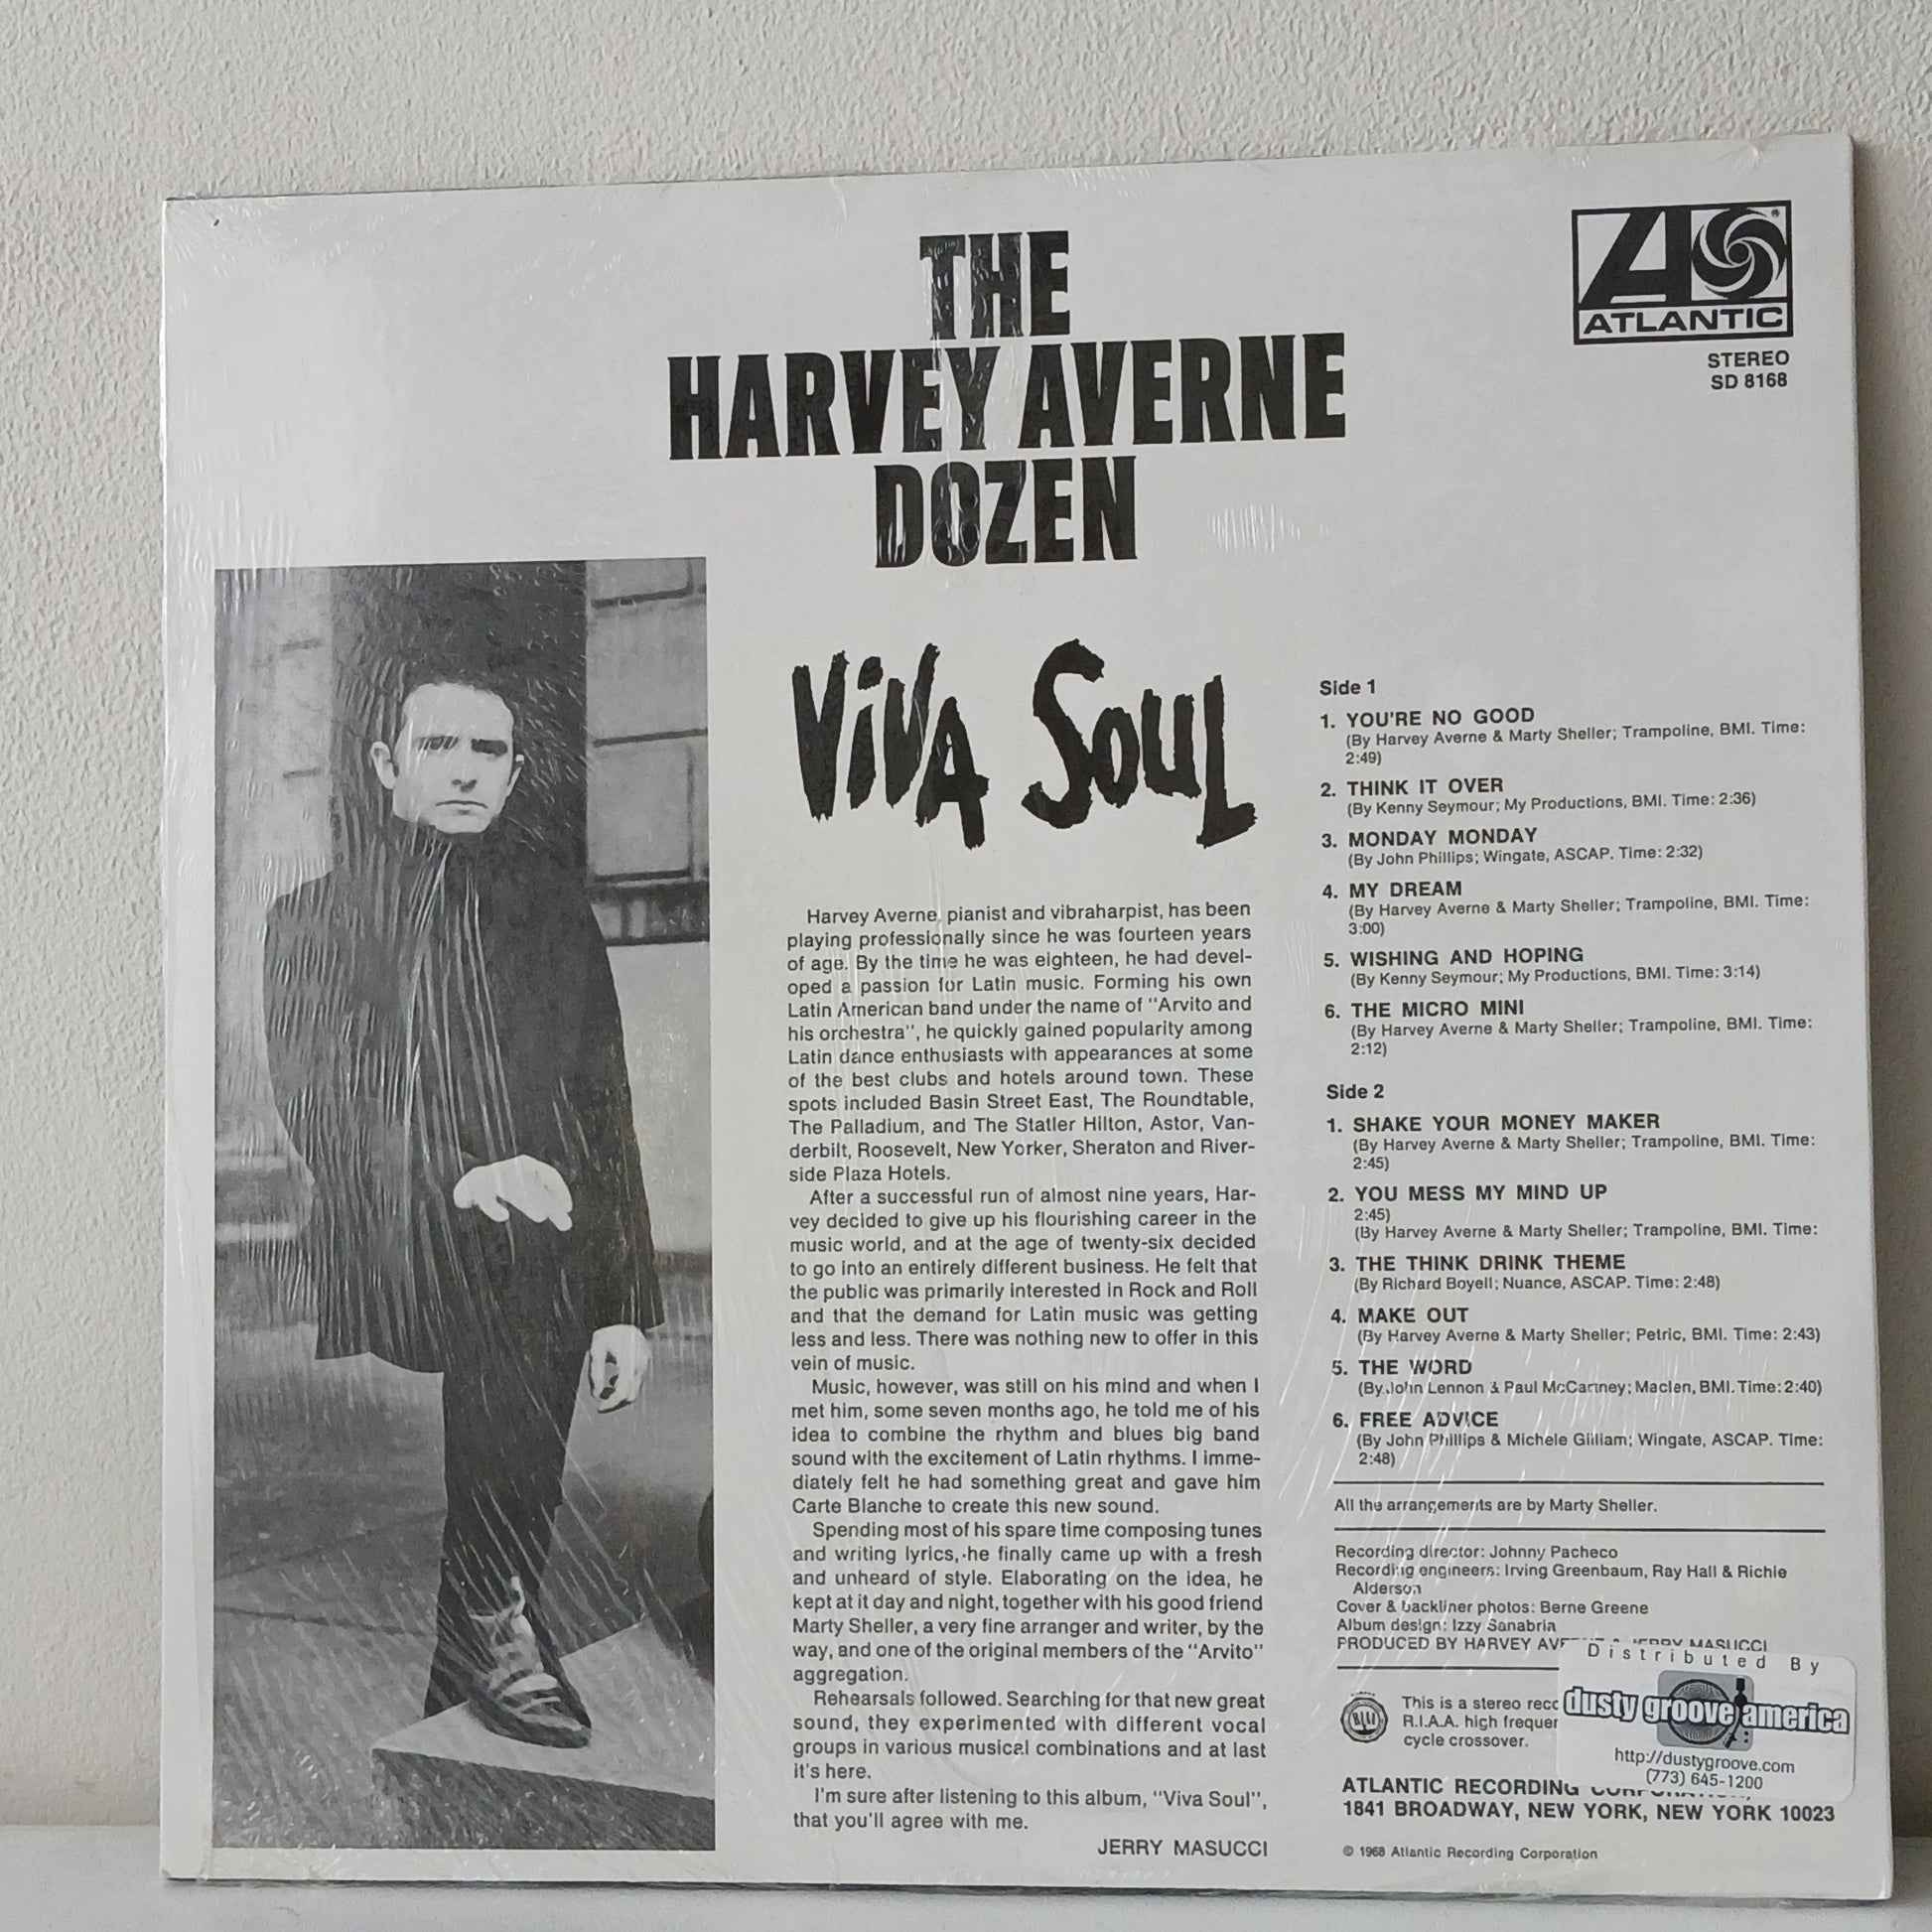 THE
HARVEY AVERNE
DOZEN
ATLANTIC
STEREO
SD 8168
ViVA SOUL
Harvey Averne, pianist and vibraharpist, has been
playing professionally since he was fourteen years
of age. By the time he was eighteen, he had devel-
oped a passion for Latin music. Forming his own
Latin American band under the name of "Arvito and
his orchestra", he quickly gained popularity among
Latin dance enthusiasts with appearances at some
of the best clubs and hotels around town. These
spots included Basin Street East, The Roundtable,
The Palladium, and The Statler Hilton, Astor, Van-
derbilt, Roosevelt, New Yorker, Sheraton and River-
side Plaza Hotels.
After a successful run of almost nine years, Har-
vey decided to give up his flourishing career in the
music world, and at the age of twenty-six decided
to go into an entirely different business. He felt that
the public was primarily interested in Rock and Roll
and that the demand for Latin music was getting
less and less. There was nothing new to offer in this
vein of music.
Music, however, was still on his mind and when I
met him, some seven months ago, he told me of his
idea to combine the rhythm and blues big band
sound with the excitement of Latin rhythms. I imme-
diately felt he had something great and gave him
Carte Blanche to create this new sound.
Spending most of his spare time composing tunes
and writing lyrics, he finally came up with a fresh
and unheard of style. Elaborating on the idea, he
kept at it day and night, together with his good friend
Marty Sheller, a very fine arranger and writer, by the
way, and one of the original members of the "Arvito"
aggregation.
Rehearsals followed. Searching for that new great
sound, they experimented with different vocal
groups in various musical combinations and at last
it's here.
I'm sure after listening to this album, "Viva Soul",
that you'll agree with me.
JERRY MASUCCI
Side 1
1. YOU'RE NO GOOD
(By Harvey Averne & Marty Sheller; Trampoline, BMI. Time:
2:49)
2. THINK IT OVER
(By Kenny Seymour; My Productions, BMI. Time: 2:36)
3. MONDAY MONDAY
(By John Phillips; Wingate, ASCAP. Time: 2:32)
4. MY DREAM
(By Harvey Averne & Marty Sheller; Trampoline, BMI. Time:
3:00)
5. WISHING AND HOPING
(By Kenny Seymour; My Productions, BMI. Time: 3:14)
6. THE MICRO MINI
(By Harvey Averne & Marty Sheller; Trampoline, BMI. Time:
2:12)
Side 2
1. SHAKE YOUR MONEY MAKER
(By Harvey Averne & Marty Sheller; Trampoline, BMI. Time:
2:45)
2. YOU MESS MY MIND UP
2:45)
(By Harvey Averne & Marty Sheller; Trampoline, BMI. Time:
3. THE THINK DRINK THEME
(By Richard Boyell; Nuance, ASCAP. Time: 2:48)
4. MAKE OUT
(By Harvey Averne & Marty Sheller; Petric, BMI. Time: 2:43)
5. THE WORD
(By John Lennon & Paul McCartney; Maclen, BMI. Time: 2:40)
6. FREE ADVICE
(By John Phillips & Michele Gilliam; Wingate, ASCAP. Time:
2:48)
All the arrangements are by Marty Sheller.
Recording director: Johnny Pacheco
Recording engineers: Irving Greenbaum, Ray Hall & Richie
Alderson
Cover & backliner photos: Berne Greene
Album design: Izzy Sanabria
PRODUCED BY HARVEY MASUCCI
Distributed By
dusty groove america
http://dustygroove.com
(773) 645-1200
This is a stereo
R.I.A.A. high
cycle crossover.
ATLANTIC RECORDING
1841 BROADWAY, NEW YORK, NEW YORK 10023
© 1968 Atlantic Recording Corporation